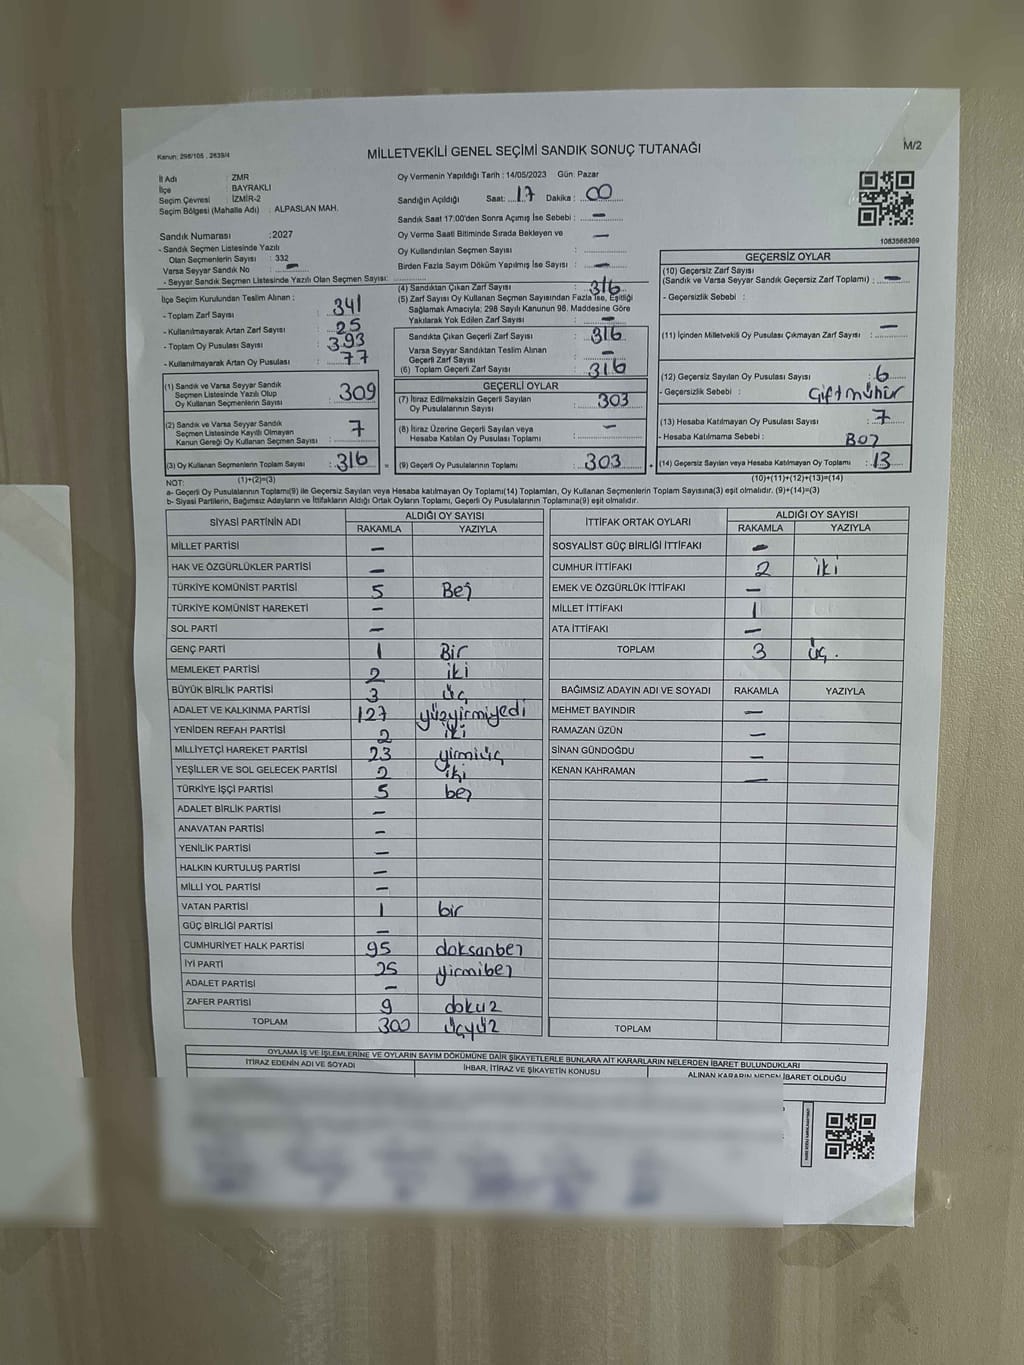 Kanun: 298/105 , 2839/4
MİLLETVEKİLİ GENEL SEÇİMİ SANDIK SONUÇ TUTANAĞI
M/2
İl Adı : ZMR
İlçe : BAYRAKLI
Seçim Çevresi : İZMİR-2
Seçim Bölgesi (Mahalle Adı) : ALPASLAN MAH.
Oy Vermenin Yapıldığı Tarih : 14/05/2023 Gün: Pazar
Sandığın Açıldığı Saat: 17 Dakika : 00
Sandık Saat 17:00'den Sonra Açımış İse Sebebi : –
Oy Verme Saati Bitiminde Sırada Bekleyen ve –
Oy Kullandırılan Seçmen Sayısı :
Birden Fazla Sayım Döküm Yapılmış İse Sayısı : –
1083568369
Sandık Numarası :2027
- Sandık Seçmen Listesinde Yazılı
Olan Seçmenlerin Sayısı : 332
Varsa Seyyar Sandık No : –
- Seyyar Sandık Seçmen Listesinde Yazılı Olan Seçmen Sayısı:
İlçe Seçim Kurulundan Teslim Alınan :
- Toplam Zarf Sayısı : 341
- Kullanılmayarak Artan Zarf Sayısı : 25
- Toplam Oy Pusulası Sayısı : 393
- Kullanılmayarak Artan Oy Pusulası : 77
(4) Sandıktan Çıkan Zarf Sayısı : 316
(5) Zarf Sayısı Oy Kullanan Seçmen Sayısından Fazla İse, Eşitliği
Sağlamak Amacıyla; 298 Sayılı Kanunun 98. Maddesine Göre
Yakılarak Yok Edilen Zarf Sayısı : –
Sandıkta Çıkan Geçerli Zarf Sayısı : 316
Varsa Seyyar Sandıktan Teslim Alınan
Geçerli Zarf Sayısı : –
(6) Toplam Geçerli Zarf Sayısı : 316
GEÇERSİZ OYLAR
(10) Geçersiz Zarf Sayısı
(Sandık ve Varsa Seyyar Sandık Geçersiz Zarf Toplamı) : –
- Geçersizlik Sebebi :
(11) İçinden Milletvekili Oy Pusulası Çıkmayan Zarf Sayısı : –
(12) Geçersiz Sayılan Oy Pusulası Sayısı : 6
- Geçersizlik Sebebi : Çift mühür
(13) Hesaba Katılmayan Oy Pusulası Sayısı : 7
- Hesaba Katılmama Sebebi : Boş
(14) Geçersiz Sayılan veya Hesaba Katılmayan Oy Toplamı : 13
(10)+(11)+(12)+(13)=(14)
(1) Sandık ve Varsa Seyyar Sandık
Seçmen Listesinde Yazılı Olup
Oy Kullanan Seçmenlerin Sayısı : 309
(2) Sandık ve Varsa Seyyar Sandık
Seçmen Listesinde Kayıtlı Olmayan
Kanun Gereği Oy Kullanan Seçmen Sayısı : 7
(3) Oy Kullanan Seçmenlerin Toplam Sayısı : 316
(1)+(2)=(3)
GEÇERLİ OYLAR
(7) İtiraz Edilmeksizin Geçerli Sayılan
Oy Pusulalarının Sayısı : 303
(8) İtiraz Üzerine Geçerli Sayılan veya
Hesaba Katılan Oy Pusulası Toplamı : –
(9) Geçerli Oy Pusulalarının Toplamı : 303
= +
NOT:
a- Geçerli Oy Pusulalarının Toplamı(9) ile Geçersiz Sayılan veya Hesaba katılmayan Oy Toplamı(14) Toplamları, Oy Kullanan Seçmenlerin Toplam Sayısına(3) eşit olmalıdır. (9)+(14)=(3)
b- Siyasi Partilerin, Bağımsız Adayların ve İttifakların Aldığı Ortak Oyların Toplamı, Geçerli Oy Pusulalarının Toplamına(9) eşit olmalıdır.
SİYASİ PARTİNİN ADI ALDIĞI OY SAYISI
RAKAMLA YAZIYLA
MİLLET PARTİSİ –
HAK VE ÖZGÜRLÜKLER PARTİSİ –
TÜRKİYE KOMÜNİST PARTİSİ 5 Beş
TÜRKİYE KOMÜNİST HAREKETİ –
SOL PARTİ –
GENÇ PARTİ 1 Bir
MEMLEKET PARTİSİ 2 iki
BÜYÜK BİRLİK PARTİSİ 3 üç
ADALET VE KALKINMA PARTİSİ 127 yüzyirmiyedi
YENİDEN REFAH PARTİSİ 2 iki
MİLLİYETÇİ HAREKET PARTİSİ 23 yirmiüç
YEŞİLLER VE SOL GELECEK PARTİSİ 2 iki
TÜRKİYE İŞÇİ PARTİSİ 5 beş
ADALET BİRLİK PARTİSİ –
ANAVATAN PARTİSİ –
YENİLİK PARTİSİ –
HALKIN KURTULUŞ PARTİSİ –
MİLLİ YOL PARTİSİ –
VATAN PARTİSİ 1 bir
GÜÇ BİRLİĞİ PARTİSİ –
CUMHURİYET HALK PARTİSİ 95 doksanbeş
İYİ PARTİ 25 yirmibeş
ADALET PARTİSİ –
ZAFER PARTİSİ 9 dokuz
TOPLAM 300 üçyüz
İTTİFAK ORTAK OYLARI ALDIĞI OY SAYISI
RAKAMLA YAZIYLA
SOSYALİST GÜÇ BİRLİĞİ İTTİFAKI –
CUMHUR İTTİFAKI 2 iki
EMEK VE ÖZGÜRLÜK İTTİFAKI –
MİLLET İTTİFAKI 1
ATA İTTİFAKI –
TOPLAM 3 üç.
BAĞIMSIZ ADAYIN ADI VE SOYADI RAKAMLA YAZIYLA
MEHMET BAYINDIR –
RAMAZAN ÜZÜN –
SİNAN GÜNDOĞDU –
KENAN KAHRAMAN –
TOPLAM
OYLAMA İŞ VE İŞLEMLERİNE VE OYLARIN SAYIM DÖKÜMÜNE DAİR ŞİKAYETLERLE BUNLARA AİT KARARLARIN NELERDEN İBARET BULUNDUKLARI
İTİRAZ EDENİN ADI VE SOYADI İHBAR, İTİRAZ VE ŞİKAYETİN KONUSU ALINAN KARARIN NEDEN İBARET OLDUĞU